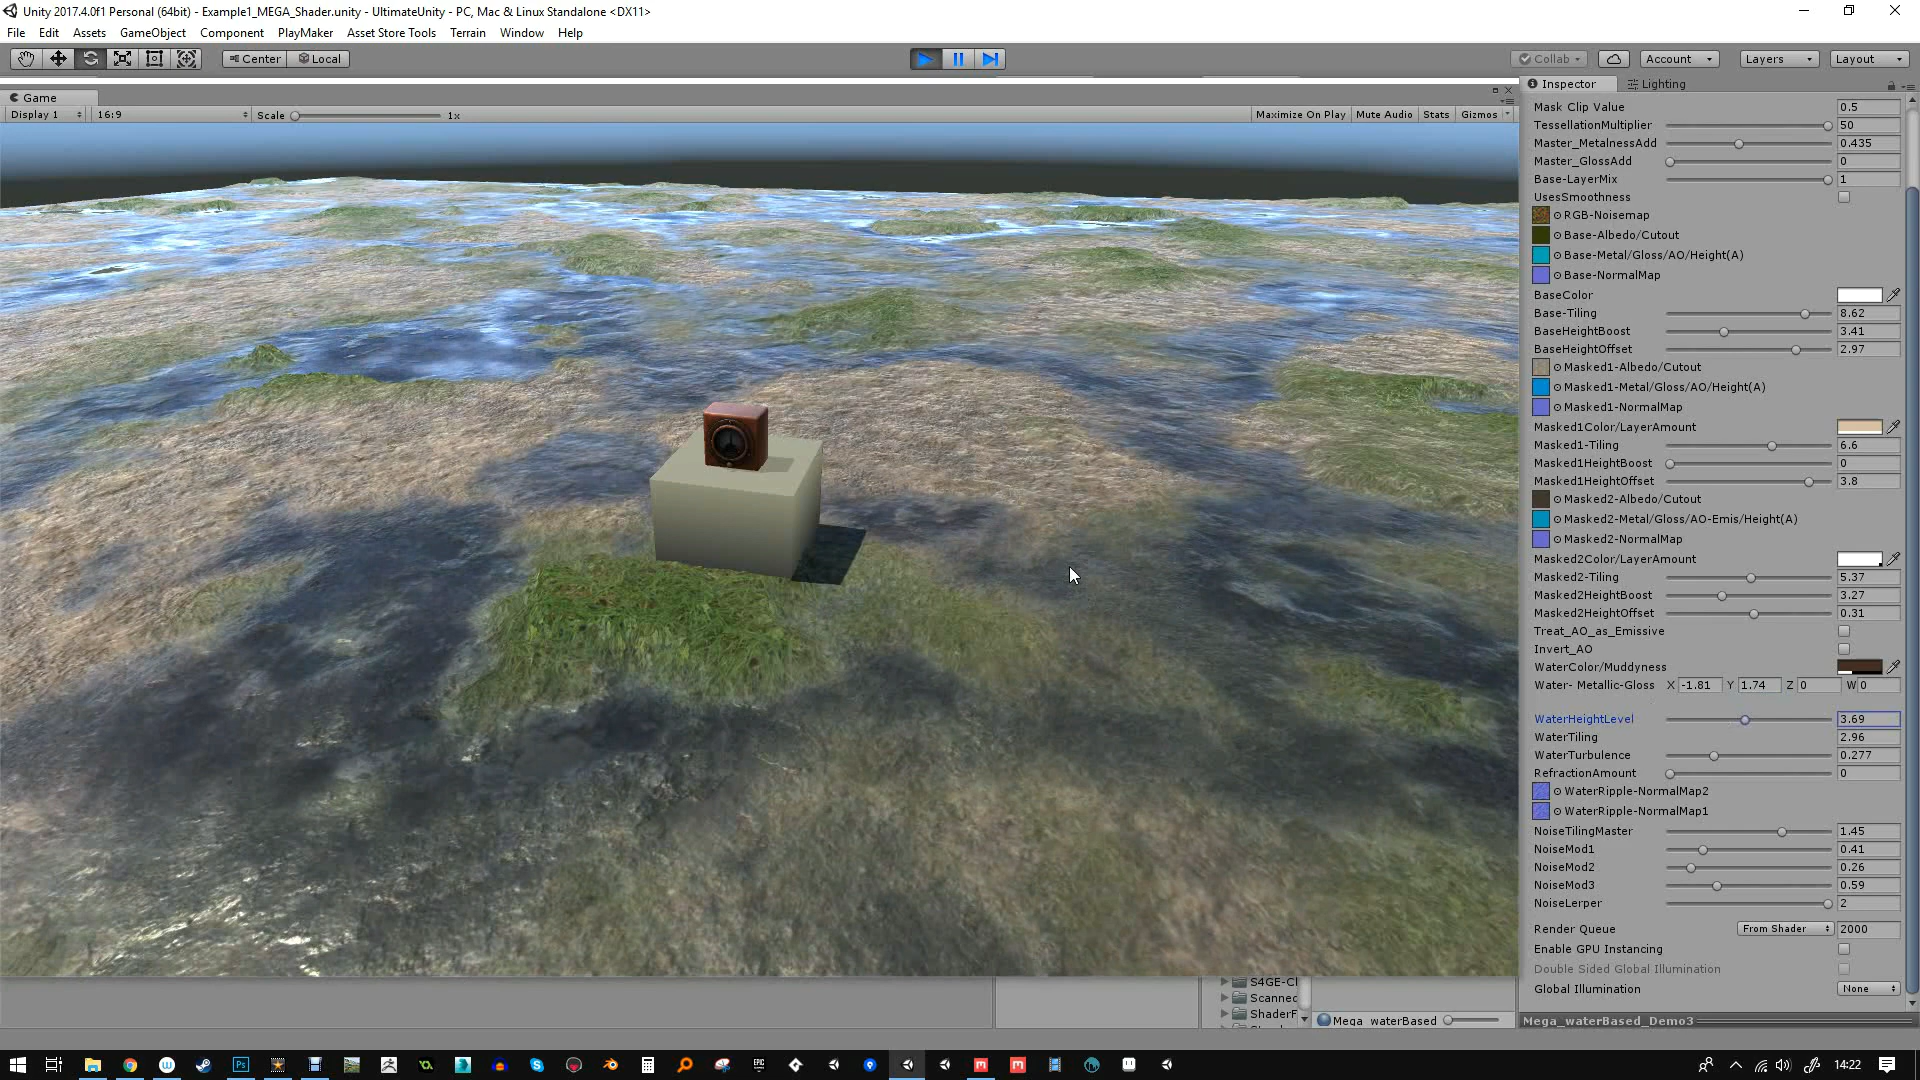 Unity 2017.4.0f1 Personal (64bit) - Example1_MEGA_Shader.unity - UltimateUnity - PC, Mac & Linux Standalone <DX11>
File Edit Assets GameObject Component PlayMaker Asset Store Tools Terrain Window Help
Center Local Collab Account Layers Layout
Game
Display 1 16:9 Scale 1x Maximize On Play Mute Audio Stats Gizmos
Inspector Lighting
Mask Clip Value 0.5
TessellationMultiplier 50
Master_MetalnessAdd 0.435
Master_GlossAdd 0
Base-LayerMix 1
UsesSmoothness
RGB-Noisemap
Base-Albedo/Cutout
Base-Metal/Gloss/AO/Height(A)
Base-NormalMap
BaseColor
Base-Tiling 8.62
BaseHeightBoost 3.41
BaseHeightOffset 2.97
Masked1-Albedo/Cutout
Masked1-Metal/Gloss/AO/Height(A)
Masked1-NormalMap
Masked1Color/LayerAmount
Masked1-Tiling 6.6
Masked1HeightBoost 0
Masked1HeightOffset 3.8
Masked2-Albedo/Cutout
Masked2-Metal/Gloss/AO-Emis/Height(A)
Masked2-NormalMap
Masked2Color/LayerAmount
Masked2-Tiling 5.37
Masked2HeightBoost 3.27
Masked2HeightOffset 0.31
Treat_AO_as_Emissive
Invert_AO
WaterColor/Muddyness
Water- Metallic-Gloss X -1.81 Y 1.74 Z 0 W 0
WaterHeightLevel 3.69
WaterTiling 2.96
WaterTurbulence 0.277
RefractionAmount 0
WaterRipple-NormalMap2
WaterRipple-NormalMap1
NoiseTilingMaster 1.45
NoiseMod1 0.41
NoiseMod2 0.26
NoiseMod3 0.59
NoiseLerper 2
Render Queue From Shader 2000
Enable GPU Instancing
Double Sided Global Illumination
Global Illumination None
S4GE-Cl
Scannec
ShaderF
Mega_waterBased
Mega_waterBased_Demo3
14:22